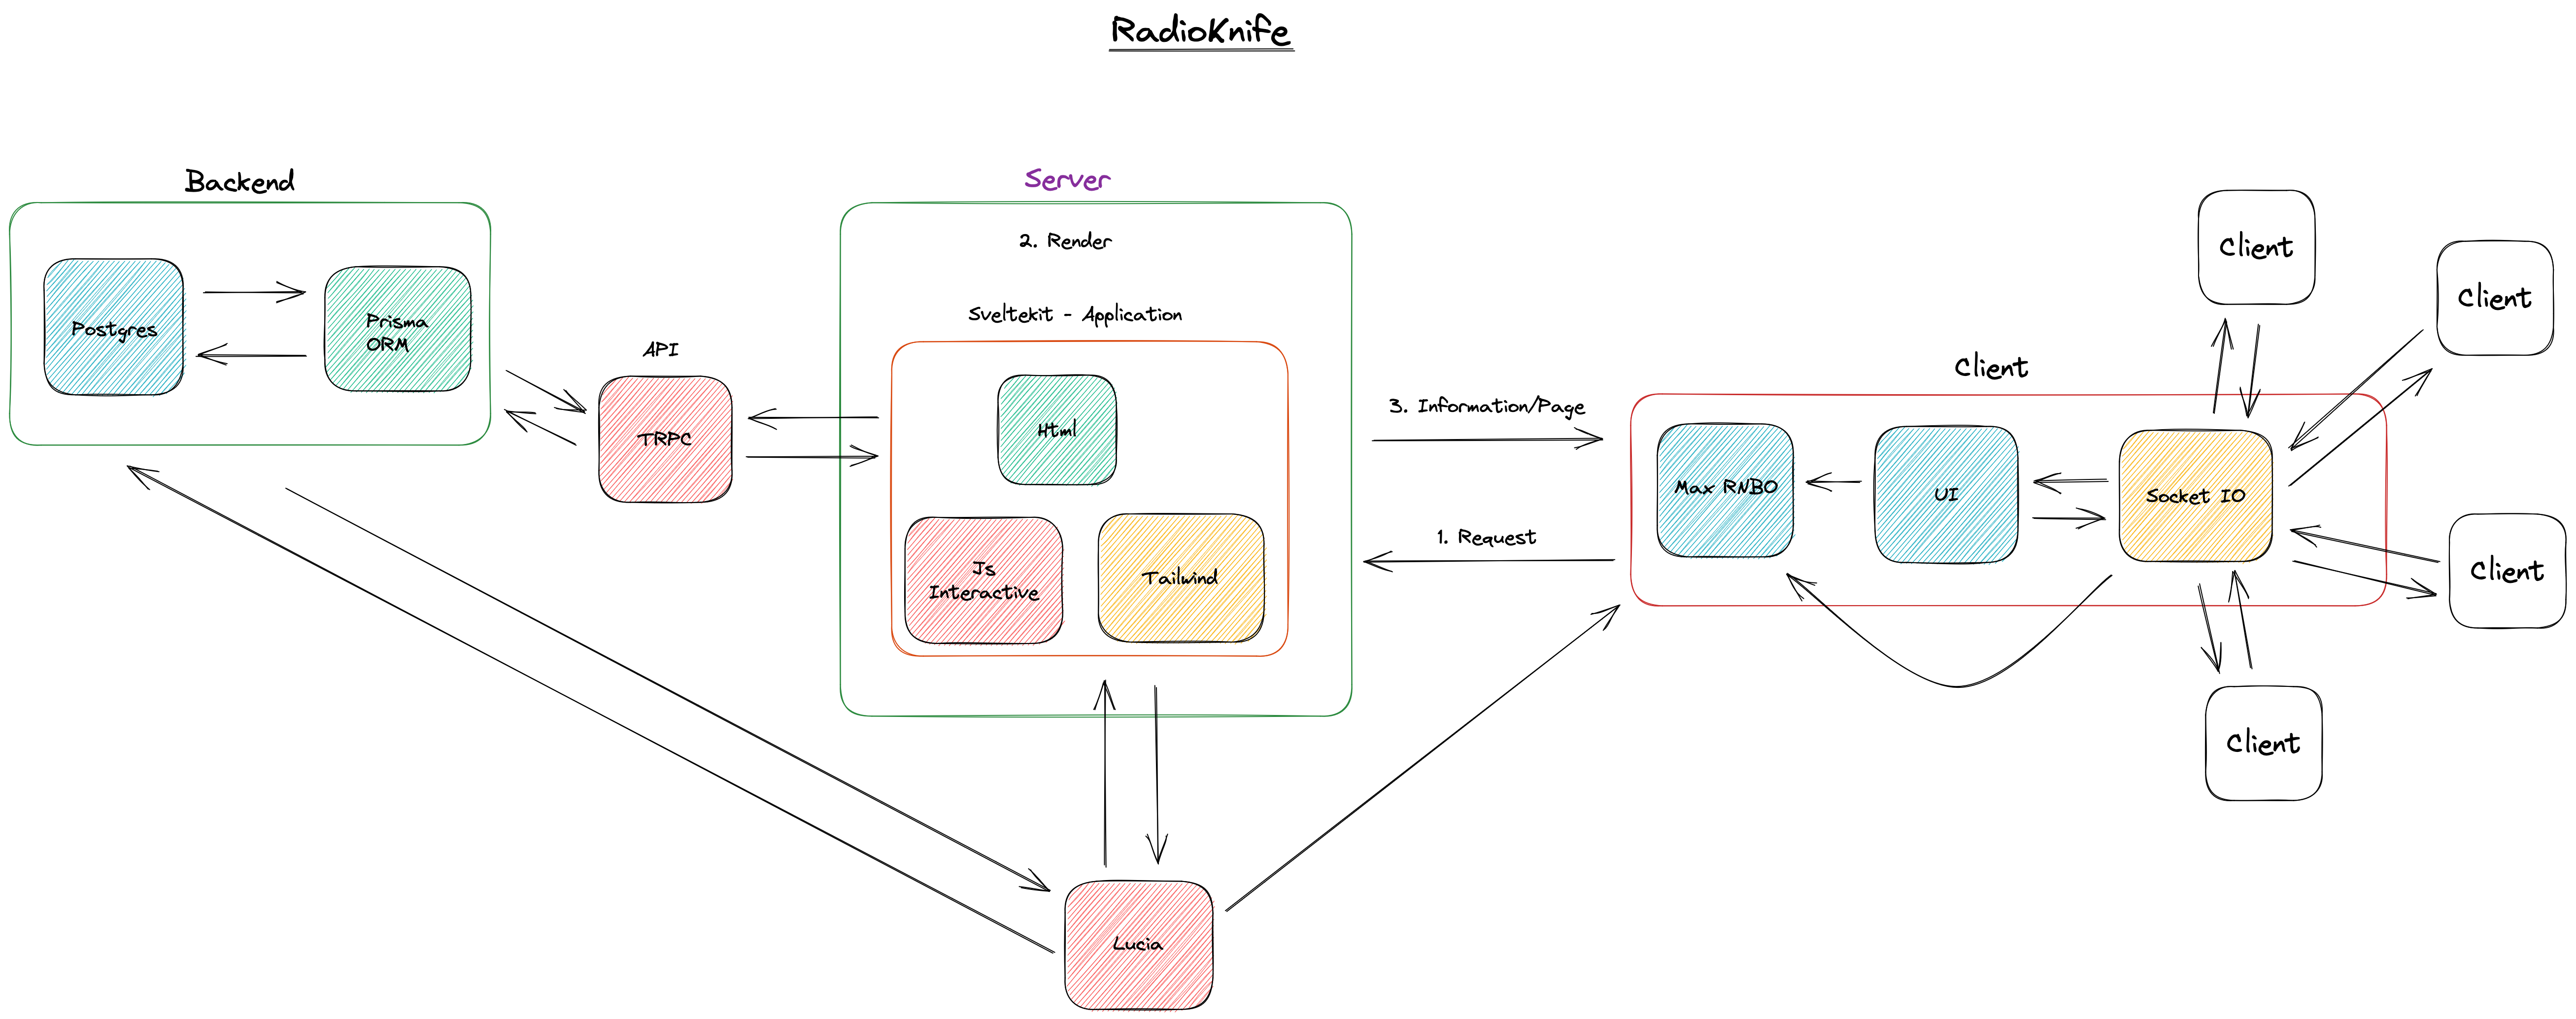 RadioKnife
Backend
Postgres
Prisma
ORM
API
TRPC
Server
2. Render
Sveltekit - Application
Html
Js
Interactive
Tailwind
3. Information/Page
1. Request
Client
Max RNBO
UI
Socket IO
Client
Client
Client
Client
Lucia